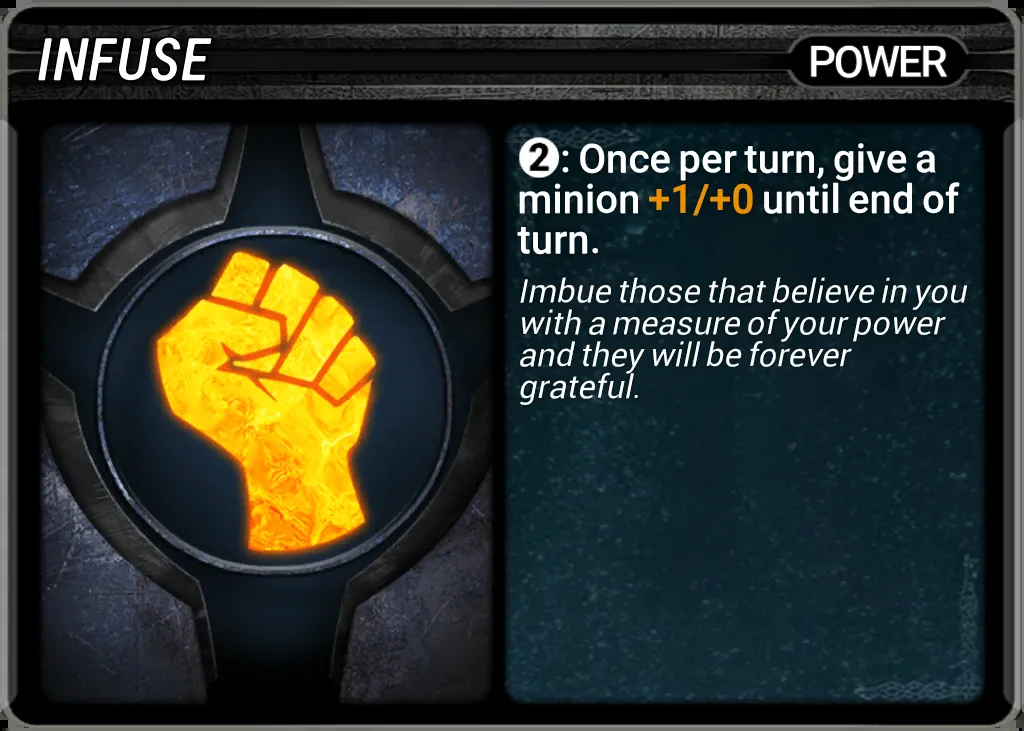 INFUSE
POWER
2: Once per turn, give a
minion +1/+0 until end of
turn.
Imbue those that believe in you
with a measure of your power
and they will be forever
grateful.